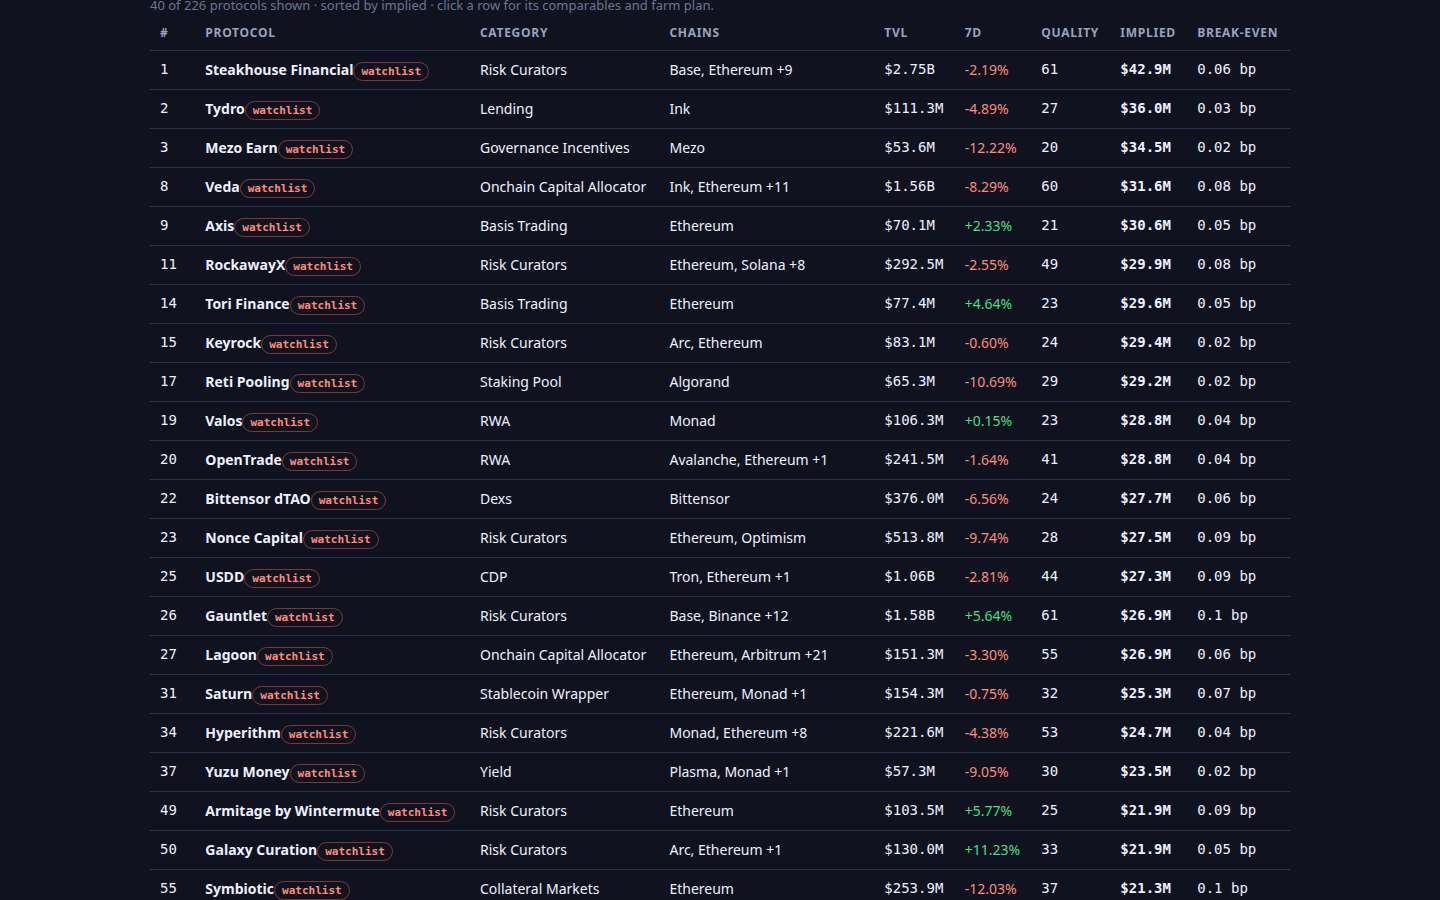 40 of 226 protocols shown · sorted by implied · click a row for its comparables and farm plan.
# PROTOCOL CATEGORY CHAINS TVL 7D QUALITY IMPLIED BREAK-EVEN
1 Steakhouse Financial watchlist Risk Curators Base, Ethereum +9 $2.75B -2.19% 61 $42.9M 0.06 bp
2 Tydro watchlist Lending Ink $111.3M -4.89% 27 $36.0M 0.03 bp
3 Mezo Earn watchlist Governance Incentives Mezo $53.6M -12.22% 20 $34.5M 0.02 bp
8 Veda watchlist Onchain Capital Allocator Ink, Ethereum +11 $1.56B -8.29% 60 $31.6M 0.08 bp
9 Axis watchlist Basis Trading Ethereum $70.1M +2.33% 21 $30.6M 0.05 bp
11 RockawayX watchlist Risk Curators Ethereum, Solana +8 $292.5M -2.55% 49 $29.9M 0.08 bp
14 Tori Finance watchlist Basis Trading Ethereum $77.4M +4.64% 23 $29.6M 0.05 bp
15 Keyrock watchlist Risk Curators Arc, Ethereum $83.1M -0.60% 24 $29.4M 0.02 bp
17 Reti Pooling watchlist Staking Pool Algorand $65.3M -10.69% 29 $29.2M 0.02 bp
19 Valos watchlist RWA Monad $106.3M +0.15% 23 $28.8M 0.04 bp
20 OpenTrade watchlist RWA Avalanche, Ethereum +1 $241.5M -1.64% 41 $28.8M 0.04 bp
22 Bittensor dTAO watchlist Dexs Bittensor $376.0M -6.56% 24 $27.7M 0.06 bp
23 Nonce Capital watchlist Risk Curators Ethereum, Optimism $513.8M -9.74% 28 $27.5M 0.09 bp
25 USDD watchlist CDP Tron, Ethereum +1 $1.06B -2.81% 44 $27.3M 0.09 bp
26 Gauntlet watchlist Risk Curators Base, Binance +12 $1.58B +5.64% 61 $26.9M 0.1 bp
27 Lagoon watchlist Onchain Capital Allocator Ethereum, Arbitrum +21 $151.3M -3.30% 55 $26.9M 0.06 bp
31 Saturn watchlist Stablecoin Wrapper Ethereum, Monad +1 $154.3M -0.75% 32 $25.3M 0.07 bp
34 Hyperithm watchlist Risk Curators Monad, Ethereum +8 $221.6M -4.38% 53 $24.7M 0.04 bp
37 Yuzu Money watchlist Yield Plasma, Monad +1 $57.3M -9.05% 30 $23.5M 0.02 bp
49 Armitage by Wintermute watchlist Risk Curators Ethereum $103.5M +5.77% 25 $21.9M 0.09 bp
50 Galaxy Curation watchlist Risk Curators Arc, Ethereum +1 $130.0M +11.23% 33 $21.9M 0.05 bp
55 Symbiotic watchlist Collateral Markets Ethereum $253.9M -12.03% 37 $21.3M 0.1 bp